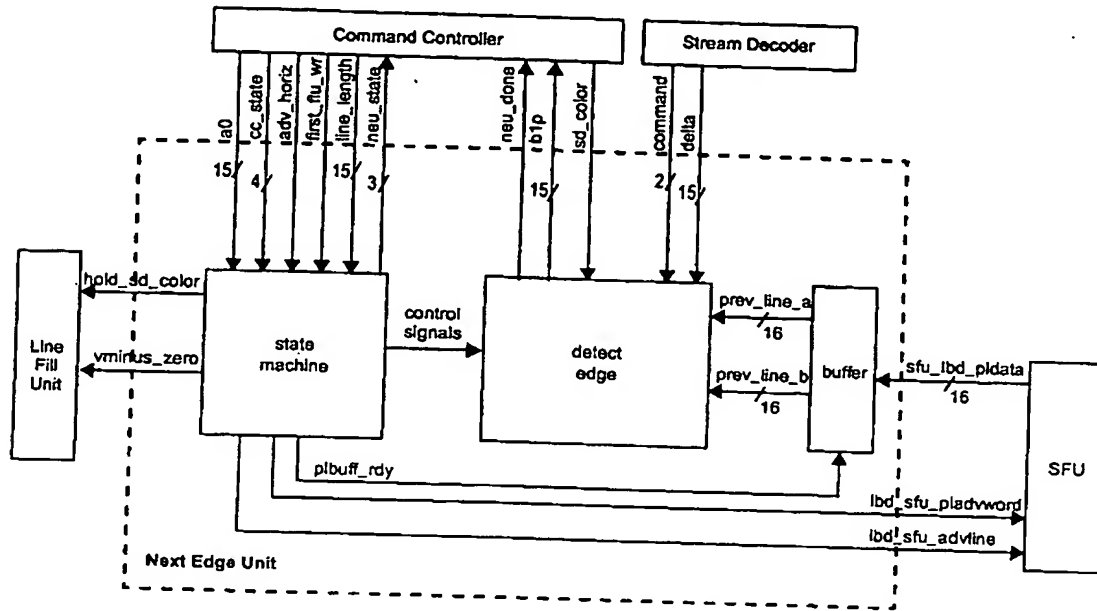 Command Controller
Stream Decoder
a0
cc_state
adv_horiz
first_flu_wr
line_length
neu_state
neu_done
b1p
sd_color
command
delta
15
4
15
3
15
2
15
hold_sd_color
vminus_zero
Line
Fill
Unit
state
machine
control
signals
detect
edge
prev_line_a
16
prev_line_b
16
buffer
sfu_lbd_pldata
16
SFU
plbuff_rdy
lbd_sfu_pladvword
lbd_sfu_advline
Next Edge Unit